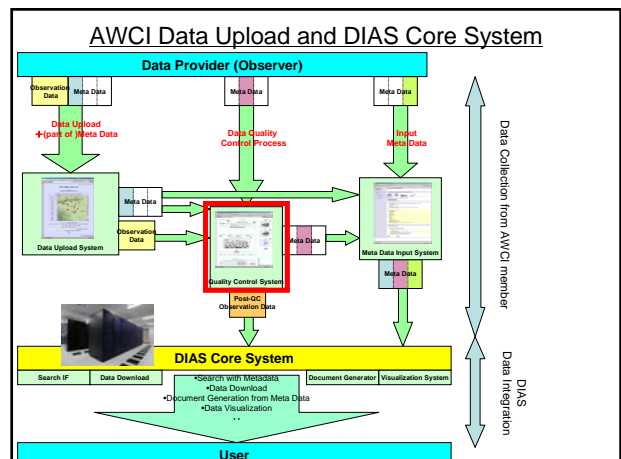 AWCI Data Upload and DIAS Core System
Data Provider (Observer)
Observation
Data
Meta Data
Meta Data
Meta Data
Data Upload
+(part of )Meta Data
Data Quality
Control Process
Input
Meta Data
Data Collection from AWCI member
Meta Data
Observation
Data
Meta Data
Data Upload System
Quality Control System
Meta Data Input System
Meta Data
Post-QC
Observation Data
DIAS Core System
Search IF
Data Download
•Search with Metadata
•Data Download
•Document Generation from Meta Data
•Data Visualization
Document Generator
Visualization System
DIAS
Data Integration
User